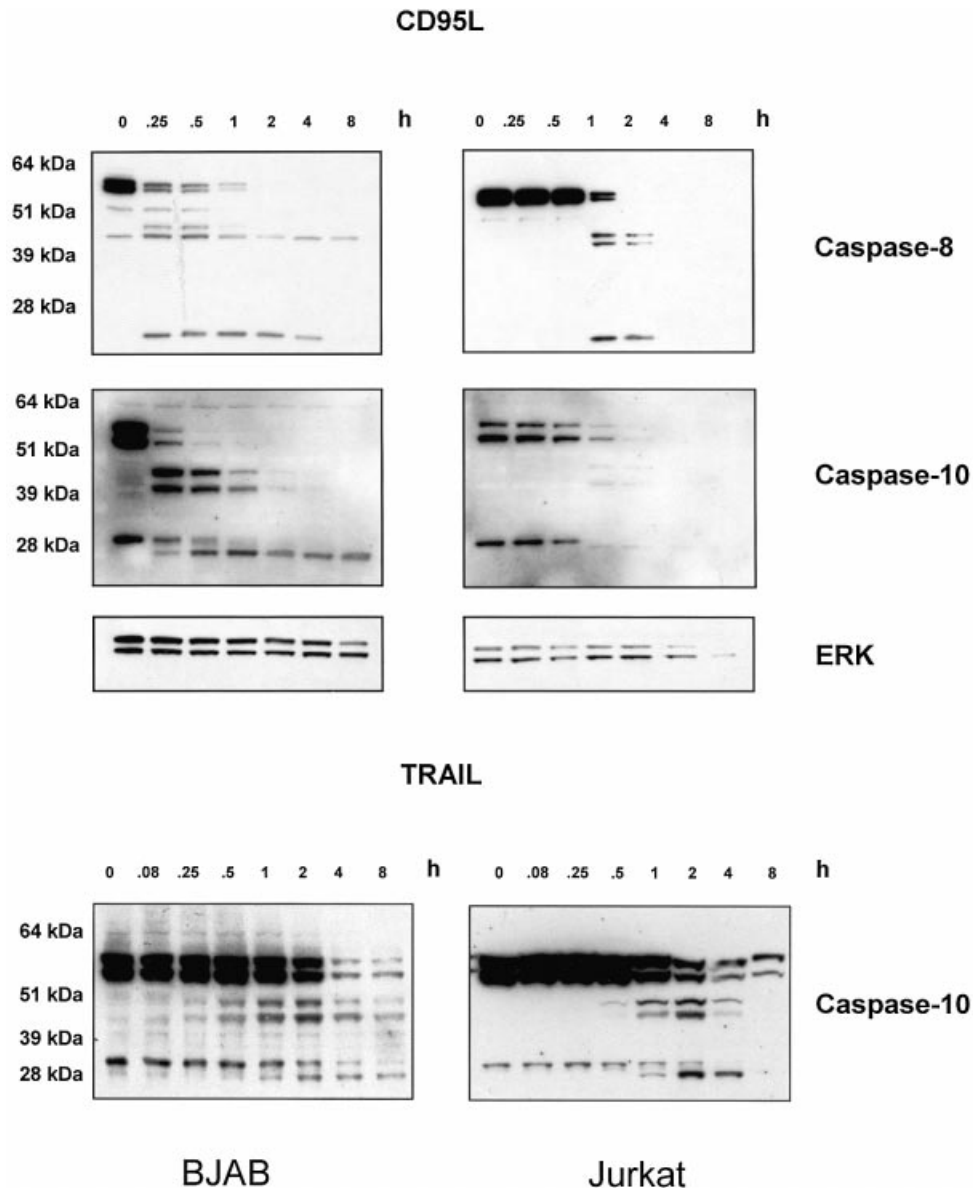 CD95L
0 .25 .5 1 2 4 8 h 0 .25 .5 1 2 4 8 h
64 kDa
51 kDa
39 kDa
28 kDa
Caspase-8
64 kDa
51 kDa
39 kDa
28 kDa
Caspase-10
ERK
TRAIL
0 .08 .25 .5 1 2 4 8 h 0 .08 .25 .5 1 2 4 8 h
64 kDa
51 kDa
39 kDa
28 kDa
Caspase-10
BJAB Jurkat